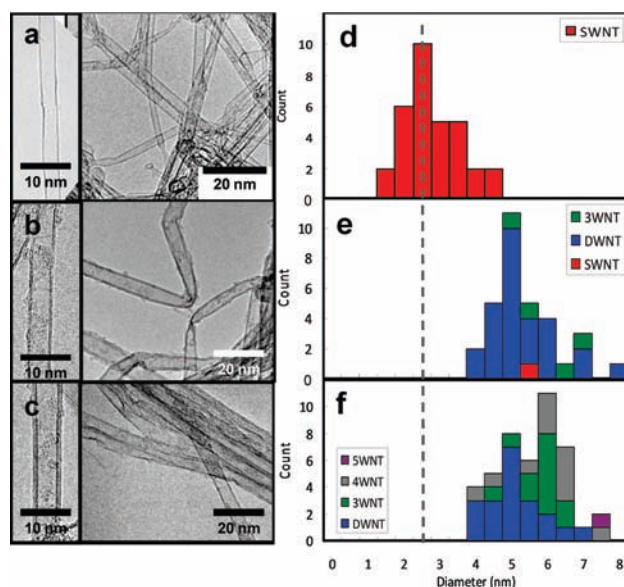 a
10 nm
20 nm
b
10 nm
20 nm
c
10 nm
20 nm
d
SWNT
Count
10
8
6
4
2
0
e
3WNT
DWNT
SWNT
Count
10
8
6
4
2
0
f
5WNT
4WNT
3WNT
DWNT
Count
10
8
6
4
2
0
0 1 2 3 4 5 6 7 8
Diameter (nm)